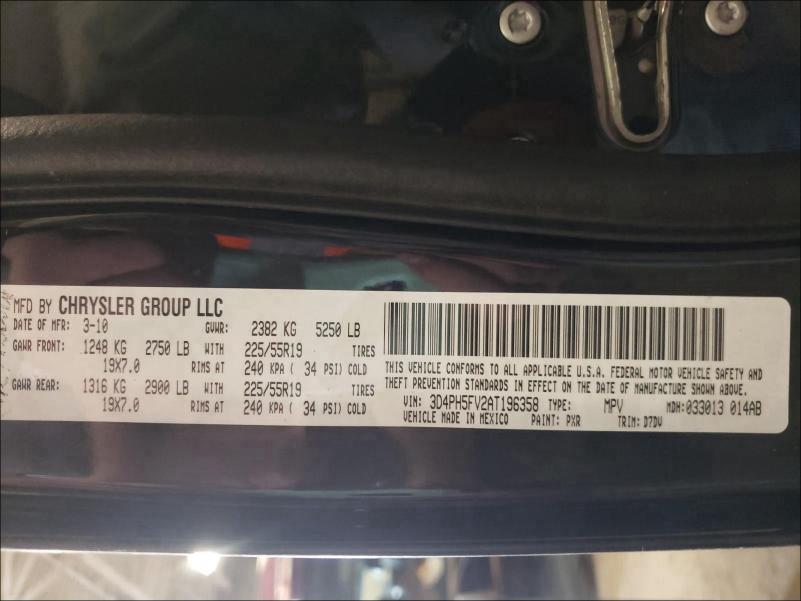 MFD BY CHRYSLER GROUP LLC
DATE OF MFR: 3-10 GVWR: 2382 KG 5250 LB
GAWR FRONT: 1248 KG 2750 LB WITH 225/55R19 TIRES
19X7.0 RIMS AT 240 KPA ( 34 PSI) COLD
GAWR REAR: 1316 KG 2900 LB WITH 225/55R19 TIRES
19X7.0 RIMS AT 240 KPA ( 34 PSI) COLD
THIS VEHICLE CONFORMS TO ALL APPLICABLE U.S.A. FEDERAL MOTOR VEHICLE SAFETY AND
THEFT PREVENTION STANDARDS IN EFFECT ON THE DATE OF MANUFACTURE SHOWN ABOVE.
VIN: 3D4PH5FV2AT196358 TYPE: MPV MDH:033013 014AB
VEHICLE MADE IN MEXICO PAINT: PXR TRIM: D7DV